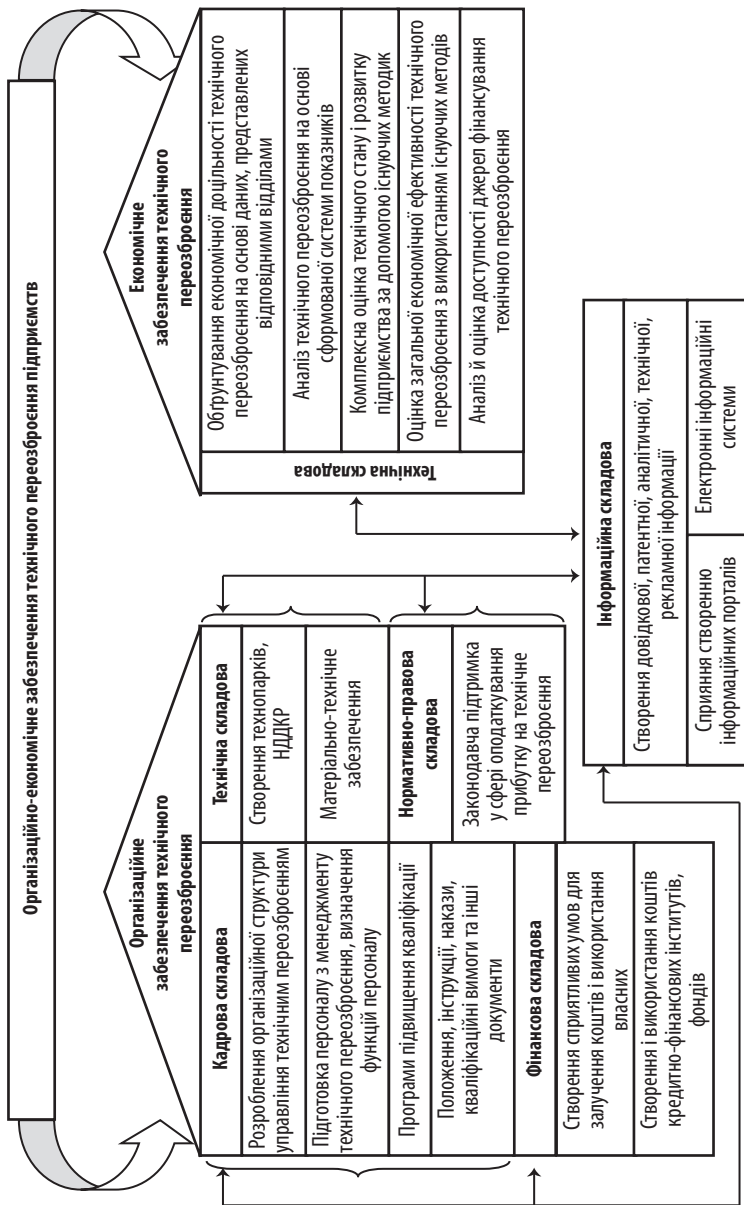 Організаційно-економічне забезпечення технічного переозброєння підприємств
Організаційне
забезпечення технічного
переозброєння
Кадрова складова
Розроблення організаційної структури
управління технічним переозброєнням
Підготовка персоналу з менеджменту
технічного переозброєння, визначення
функцій персоналу
Програми підвищення кваліфікації
Положення, інструкції, накази,
кваліфікаційні вимоги та інші
документи
Фінансова складова
Створення сприятливих умов для
залучення коштів і використання
власних
Створення і використання коштів
кредитно-фінансових інститутів,
фондів
Технічна складова
Створення технопарків,
НДДКР
Матеріально-технічне
забезпечення
Нормативно-правова
складова
Законодавча підтримка
у сфері оподаткування
прибутку на технічне
переозброєння
Економічне
забезпечення технічного
переозброєння
Технічна складова
Обґрунтування економічної доцільності технічного
переозброєння на основі даних, представлених
відповідними відділами
Аналіз технічного переозброєння на основі
сформованої системи показників
Комплексна оцінка технічного стану і розвитку
підприємства за допомогою існуючих методик
Оцінка загальної економічної ефективності технічного
переозброєння з використанням існуючих методів
Аналіз й оцінка доступності джерел фінансування
технічного переозброєння
Інформаційна складова
Створення довідкової, патентної, аналітичної, технічної,
рекламної інформації
Сприяння створенню
інформаційних порталів
Електронні інформаційні
системи